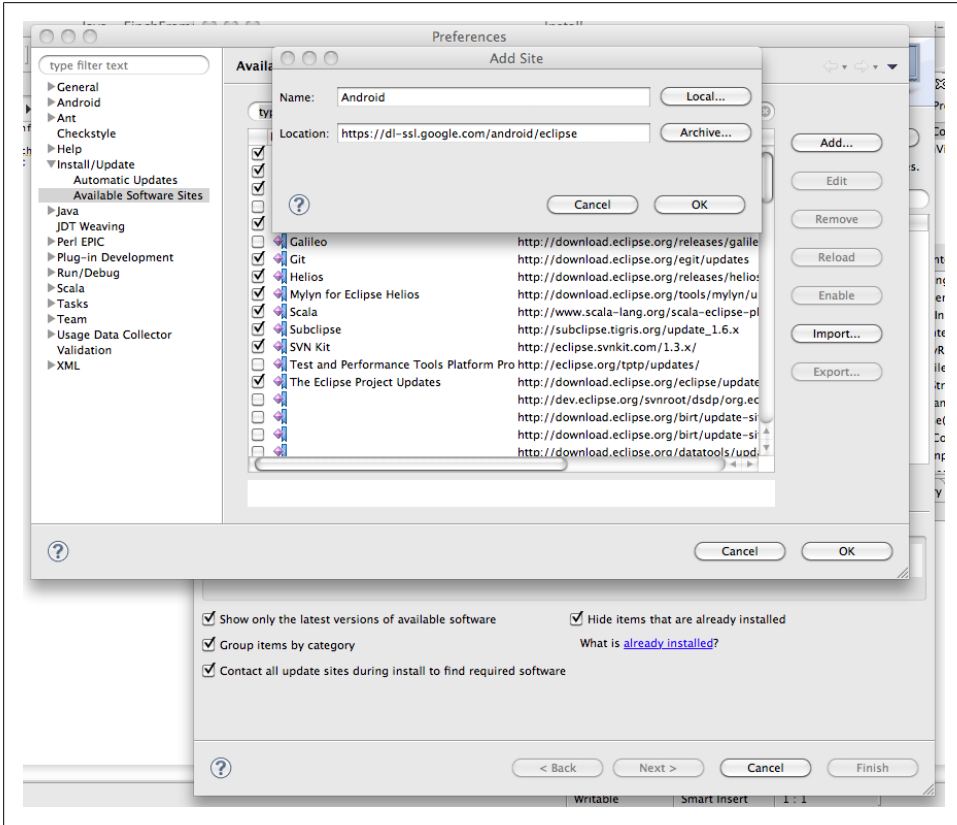 Install
Preferences
type filter text
General
Android
Ant
Checkstyle
Help
Install/Update
Automatic Updates
Available Software Sites
Java
JDT Weaving
Perl EPIC
Plug-in Development
Run/Debug
Scala
Tasks
Team
Usage Data Collector
Validation
XML
Availa
Add Site
Name: Android Local...
Location: https://dl-ssl.google.com/android/eclipse Archive...
Cancel OK
Galileo http://download.eclipse.org/releases/galile
Git http://download.eclipse.org/egit/updates
Helios http://download.eclipse.org/releases/helios
Mylyn for Eclipse Helios http://download.eclipse.org/tools/mylyn/u
Scala http://www.scala-lang.org/scala-eclipse-pl
Subclipse http://subclipse.tigris.org/update_1.6.x
SVN Kit http://eclipse.svnkit.com/1.3.x/
Test and Performance Tools Platform Pro http://eclipse.org/tptp/updates/
The Eclipse Project Updates http://download.eclipse.org/eclipse/update
http://dev.eclipse.org/svnroot/dsdp/org.ec
http://download.eclipse.org/birt/update-si
http://download.eclipse.org/birt/update-si
http://download.eclipse.org/datatools/upd
Add...
Edit
Remove
Reload
Enable
Import...
Export...
Cancel OK
Show only the latest versions of available software
Hide items that are already installed
Group items by category
What is already installed?
Contact all update sites during install to find required software
< Back Next > Cancel Finish
Writable Smart Insert 1 : 1